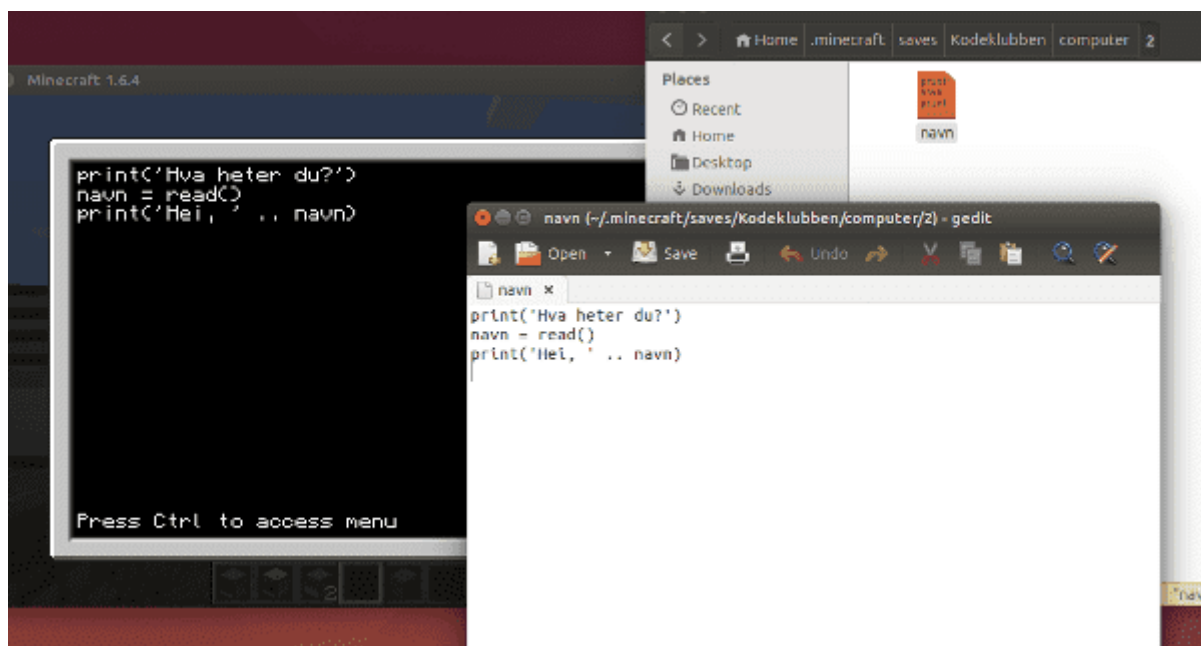 Minecraft 1.6.4
print('Hva heter du?')
navn = read()
print('Hei, ' .. navn)
Press Ctrl to access menu
2
< > Home .minecraft saves Kodeklubben computer 2
Places
Recent
Home
Desktop
Downloads
navn
navn (~/.minecraft/saves/Kodeklubben/computer/2) - gedit
Open Save Undo
navn ×
print('Hva heter du?')
navn = read()
print('Hei, ' .. navn)